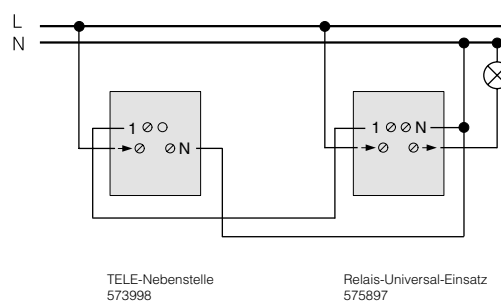 L
N
1 N
1 N
TELE-Nebenstelle
573998
Relais-Universal-Einsatz
575897